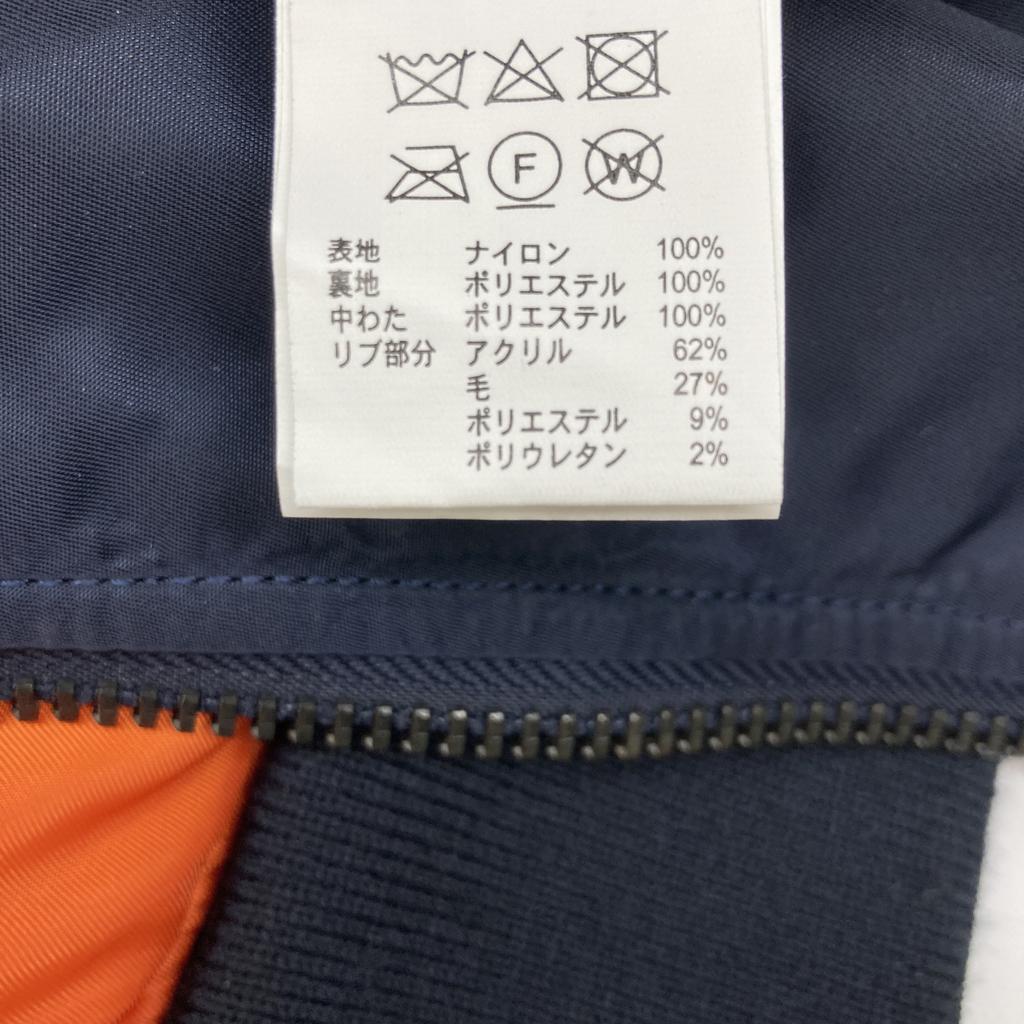 F W
表地 ナイロン 100%
裏地 ポリエステル 100%
中わた ポリエステル 100%
リブ部分 アクリル 62%
毛 27%
ポリエステル 9%
ポリウレタン 2%